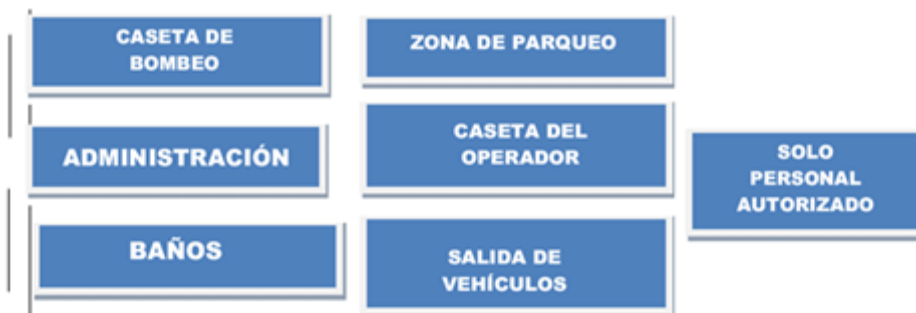 CASETA DE
BOMBEO
ZONA DE PARQUEO
ADMINISTRACIÓN
CASETA DEL
OPERADOR
SOLO
PERSONAL
AUTORIZADO
BAÑOS
SALIDA DE
VEHÍCULOS